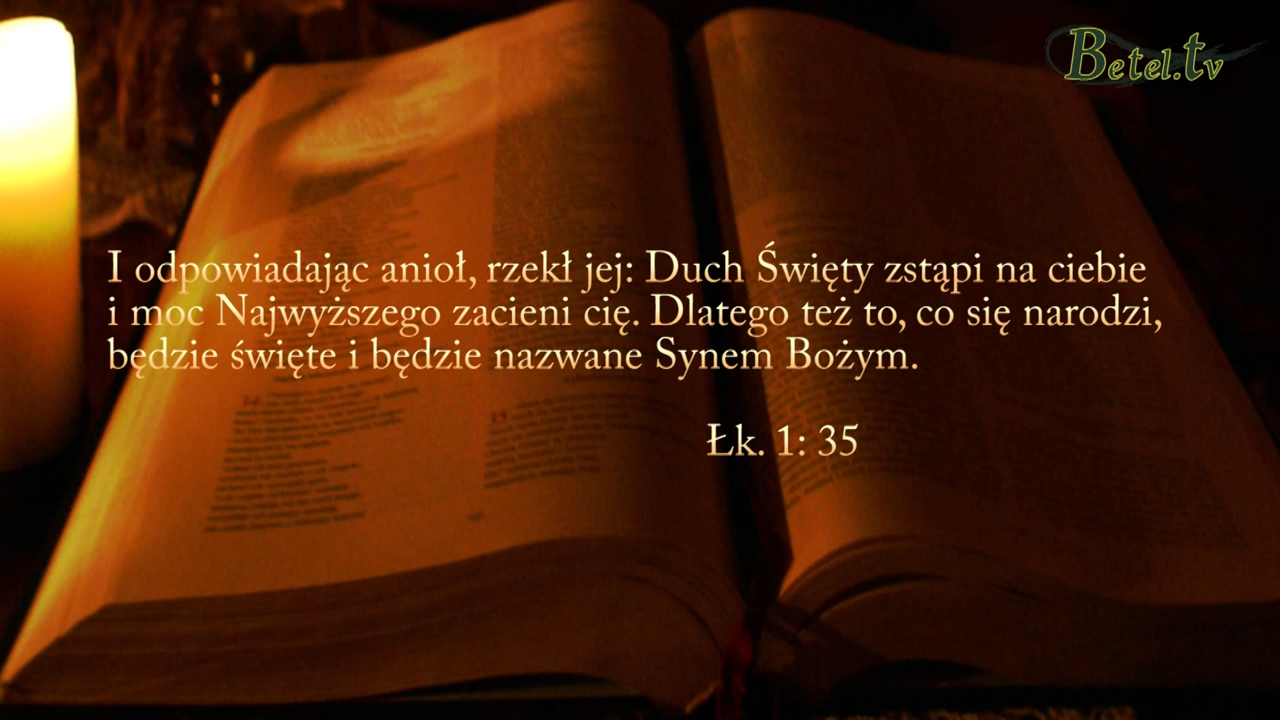 Betel.tv
I odpowiadając anioł, rzekł jej: Duch Święty zstąpi na ciebie
i moc Najwyższego zacieni cię. Dlatego też to, co się narodzi,
będzie święte i będzie nazwane Synem Bożym.
Łk. 1: 35